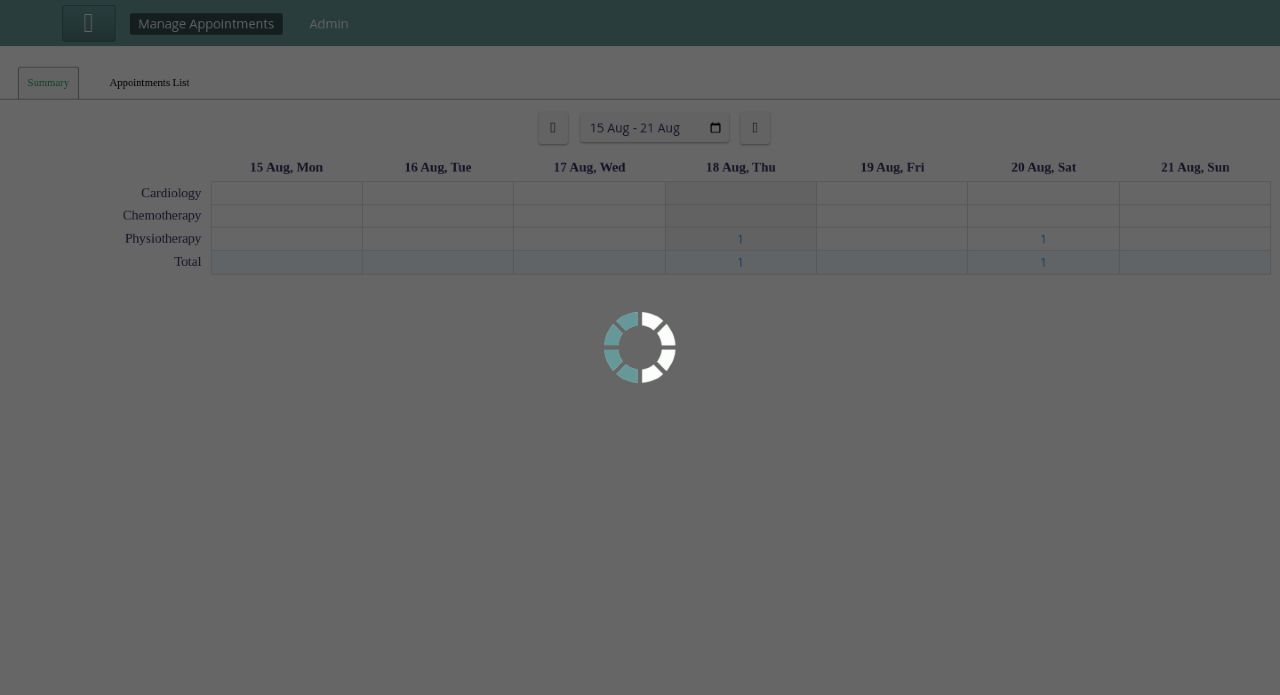 Manage Appointments Admin
Summary Appointments List
15 Aug - 21 Aug
15 Aug, Mon 16 Aug, Tue 17 Aug, Wed 18 Aug, Thu 19 Aug, Fri 20 Aug, Sat 21 Aug, Sun
Cardiology
Chemotherapy
Physiotherapy 1 1
Total 1 1